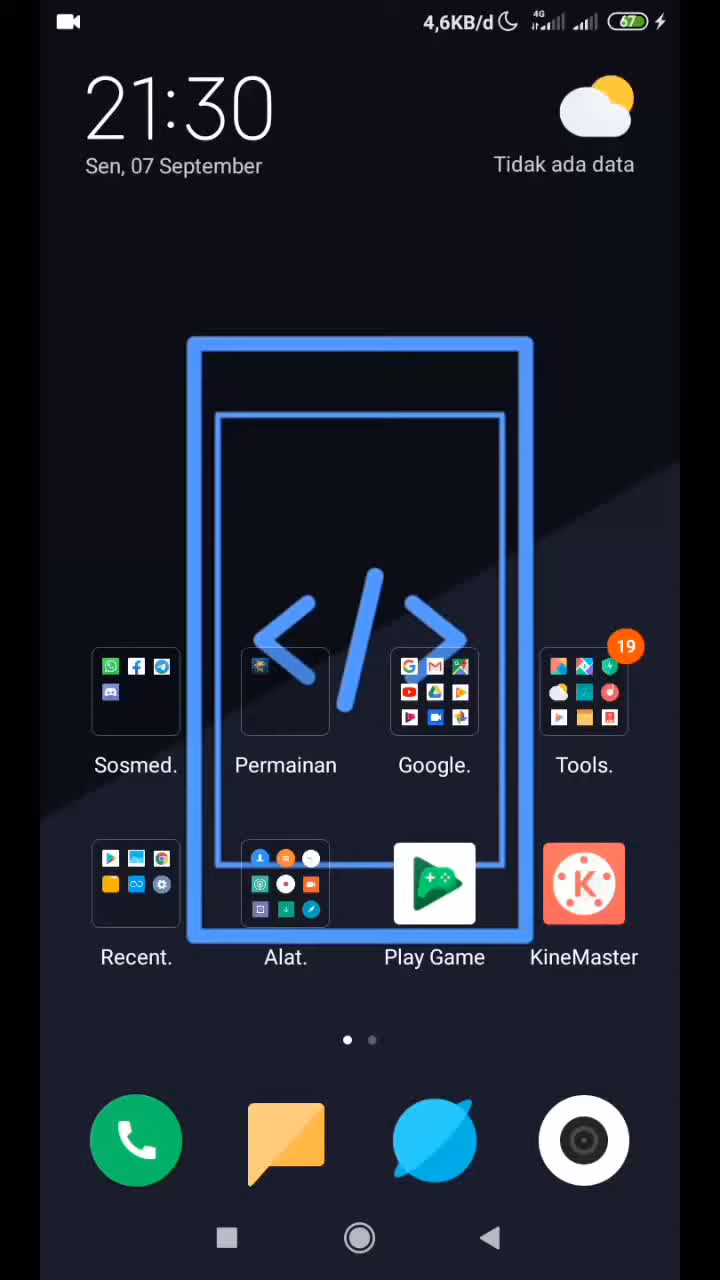 4,6KB/d 4G 67
21:30
Sen, 07 September
Tidak ada data
</>
19
Sosmed. Permainan Google. Tools.
K
Recent. Alat. Play Game KineMaster